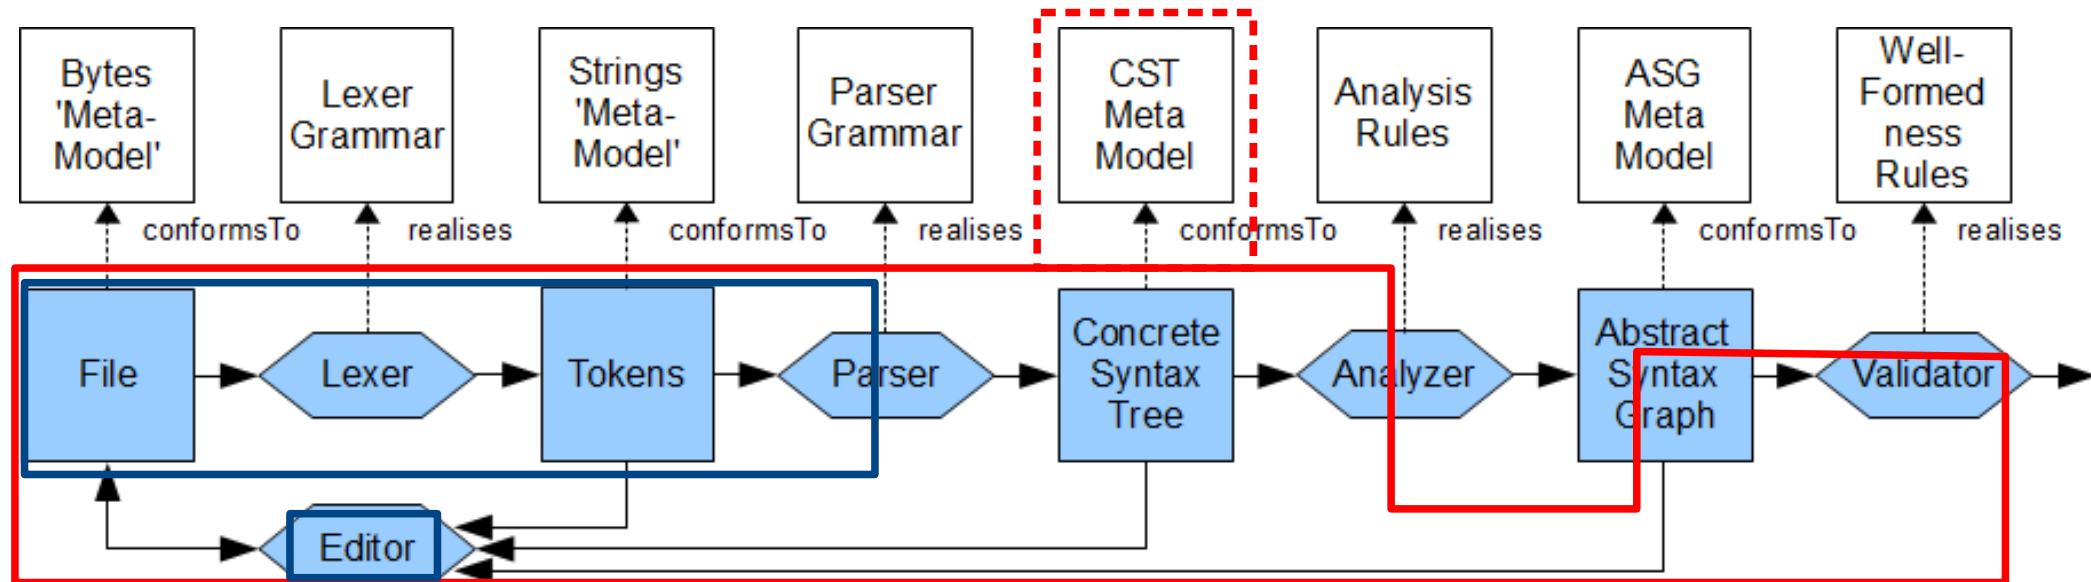 Bytes
'Meta-
Model'
Lexer
Grammar
Strings
'Meta-
Model'
Parser
Grammar
CST
Meta
Model
Analysis
Rules
ASG
Meta
Model
Well-
Formed
ness
Rules
conformsTo
realises
conformsTo
realises
conformsTo
realises
conformsTo
realises
File
Lexer
Tokens
Parser
Concrete
Syntax
Tree
Analyzer
Abstract
Syntax
Graph
Validator
Editor